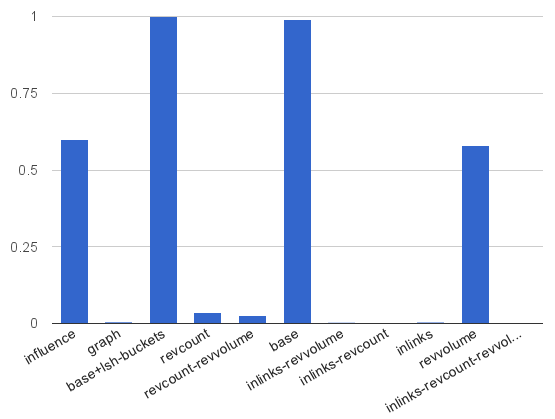 1
0.75
0.5
0.25
0
influence
graph
base+lsh-buckets
revcount
revcount-revvolume
base
inlinks-revvolume
inlinks-revcount
inlinks
revvolume
inlinks-revcount-revvol...